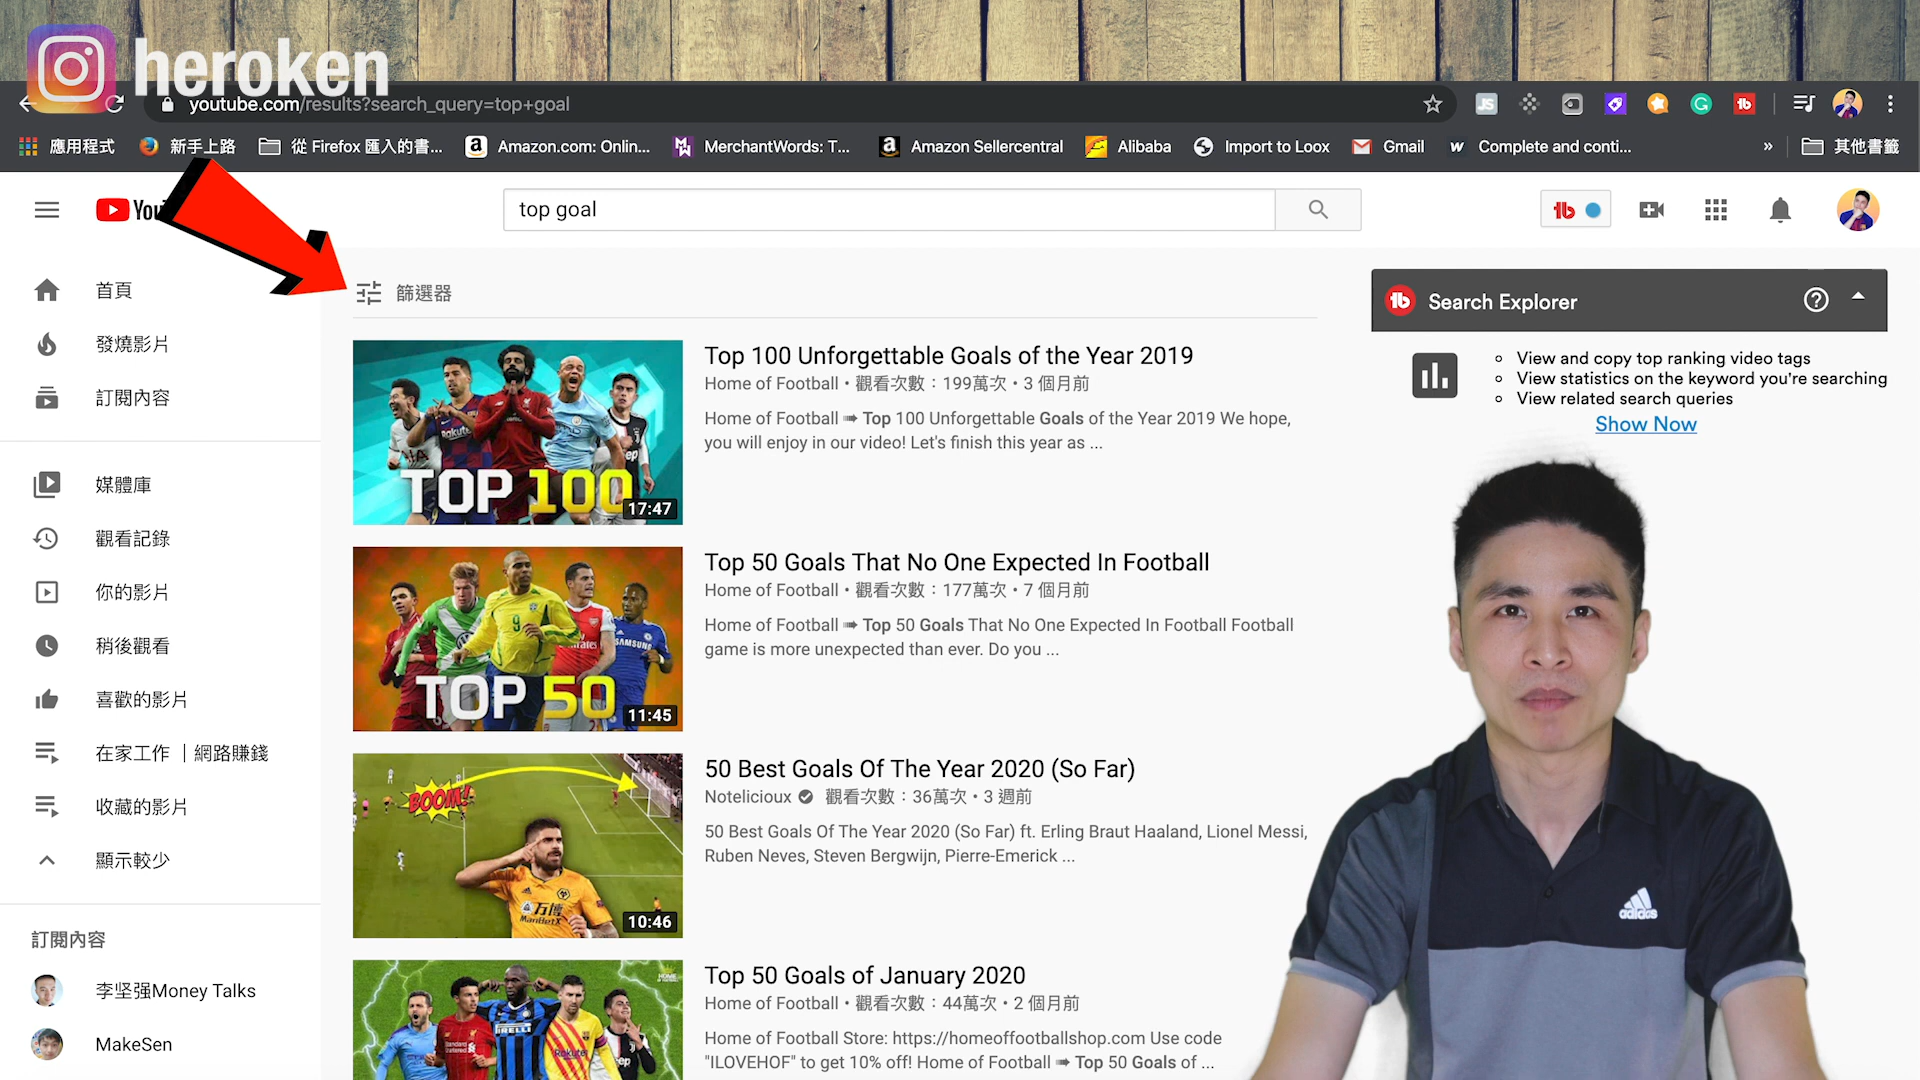 heroken
youtube.com/results?search_query=top+goal
JS
應用程式
新手上路
從 Firefox 匯入的書...
Amazon.com: Onlin...
MerchantWords: T...
Amazon Sellercentral
Alibaba
Import to Loox
Gmail
Complete and conti...
»
其他書籤
top goal
首頁
發燒影片
訂閱內容
媒體庫
觀看記錄
你的影片
稍後觀看
喜歡的影片
在家工作 ｜網路賺錢
收藏的影片
顯示較少
訂閱內容
李坚强Money Talks
MakeSen
篩選器
TOP 100
17:47
Top 100 Unforgettable Goals of the Year 2019
Home of Football • 觀看次數：199萬次 • 3 個月前
Home of Football ➠ Top 100 Unforgettable Goals of the Year 2019 We hope,
you will enjoy in our video! Let's finish this year as ...
TOP 50
11:45
Top 50 Goals That No One Expected In Football
Home of Football • 觀看次數：177萬次 • 7 個月前
Home of Football ➠ Top 50 Goals That No One Expected In Football Football
game is more unexpected than ever. Do you ...
BOOM!
万博
ManBetX
10:46
50 Best Goals Of The Year 2020 (So Far)
Notelicioux 觀看次數：36萬次 • 3 週前
50 Best Goals Of The Year 2020 (So Far) ft. Erling Braut Haaland, Lionel Messi,
Ruben Neves, Steven Bergwijn, Pierre-Emerick ...
Top 50 Goals of January 2020
Home of Football • 觀看次數：44萬次 • 2 個月前
Home of Football Store: https://homeoffootballshop.com Use code
"ILOVEHOF" to get 10% off! Home of Football ➠ Top 50 Goals of ...
Search Explorer
View and copy top ranking video tags
View statistics on the keyword you're searching
View related search queries
Show Now
adidas